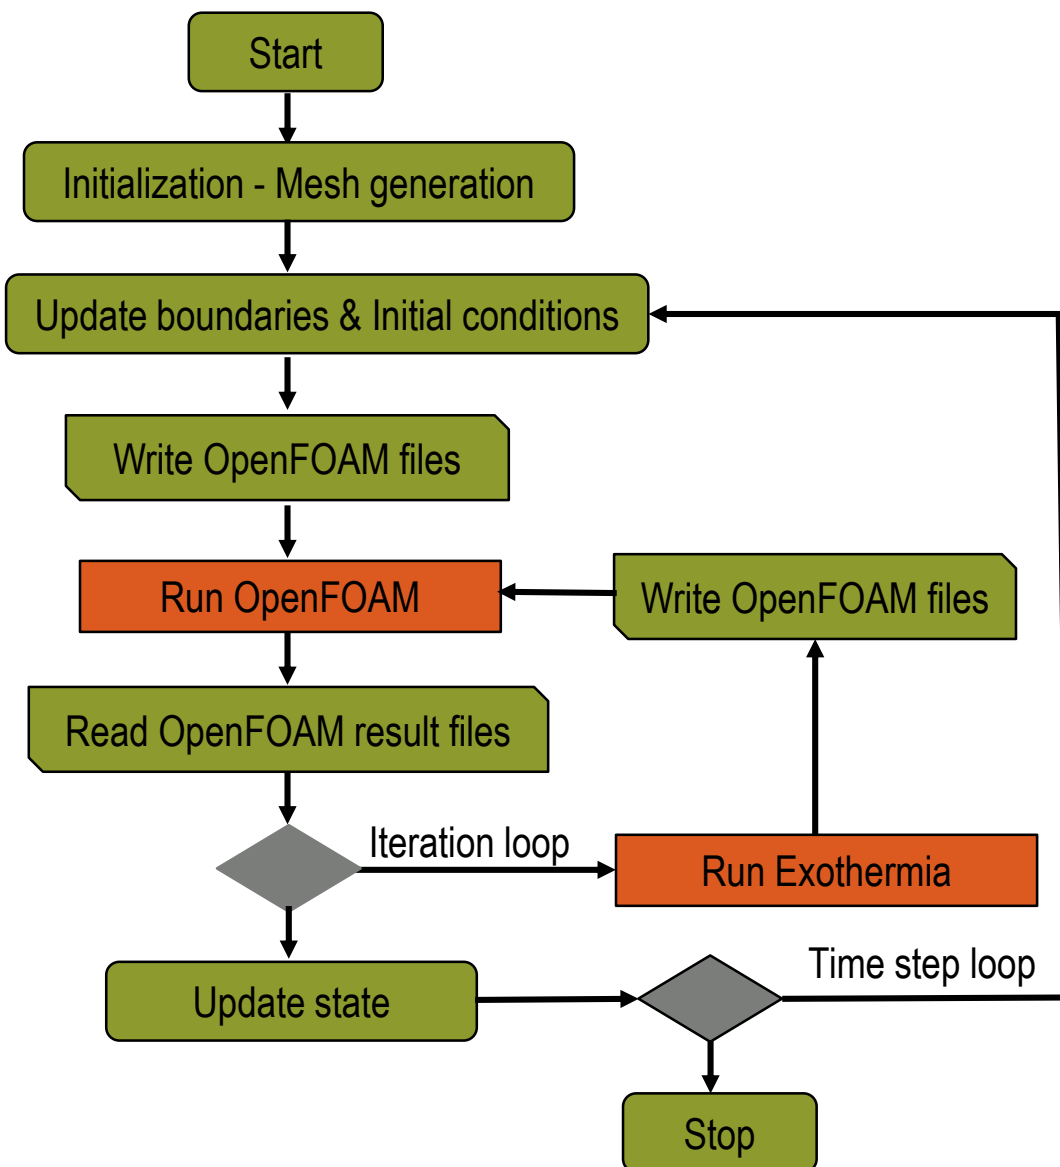 Start
Initialization - Mesh generation
Update boundaries & Initial conditions
Write OpenFOAM files
Run OpenFOAM
Write OpenFOAM files
Read OpenFOAM result files
Iteration loop
Run Exothermia
Update state
Time step loop
Stop